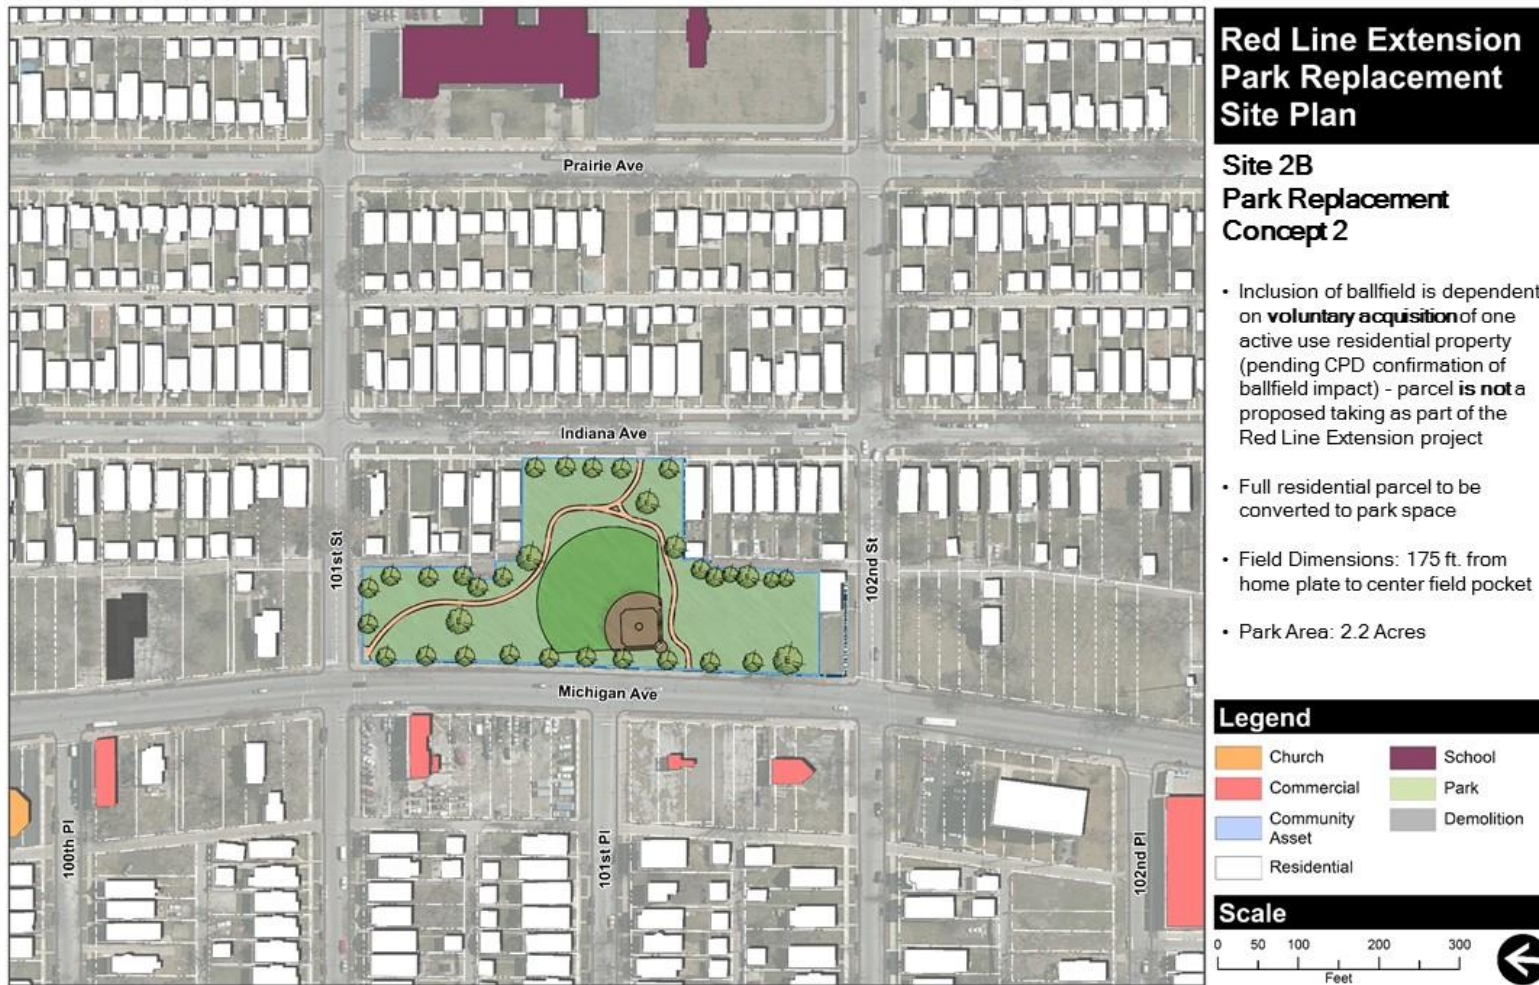 Red Line Extension
Park Replacement
Site Plan
Site 2B
Park Replacement
Concept 2
• Inclusion of ballfield is dependent
on voluntary acquisition of one
active use residential property
(pending CPD confirmation of
ballfield impact) - parcel is not a
proposed taking as part of the
Red Line Extension project
• Full residential parcel to be
converted to park space
• Field Dimensions: 175 ft. from
home plate to center field pocket
• Park Area: 2.2 Acres
Legend
Church
Commercial
Community
Asset
Residential
School
Park
Demolition
Scale
0 50 100 200 300
Feet
Prairie Ave
Indiana Ave
101st St
102nd St
Michigan Ave
100th Pl
101st Pl
102nd Pl